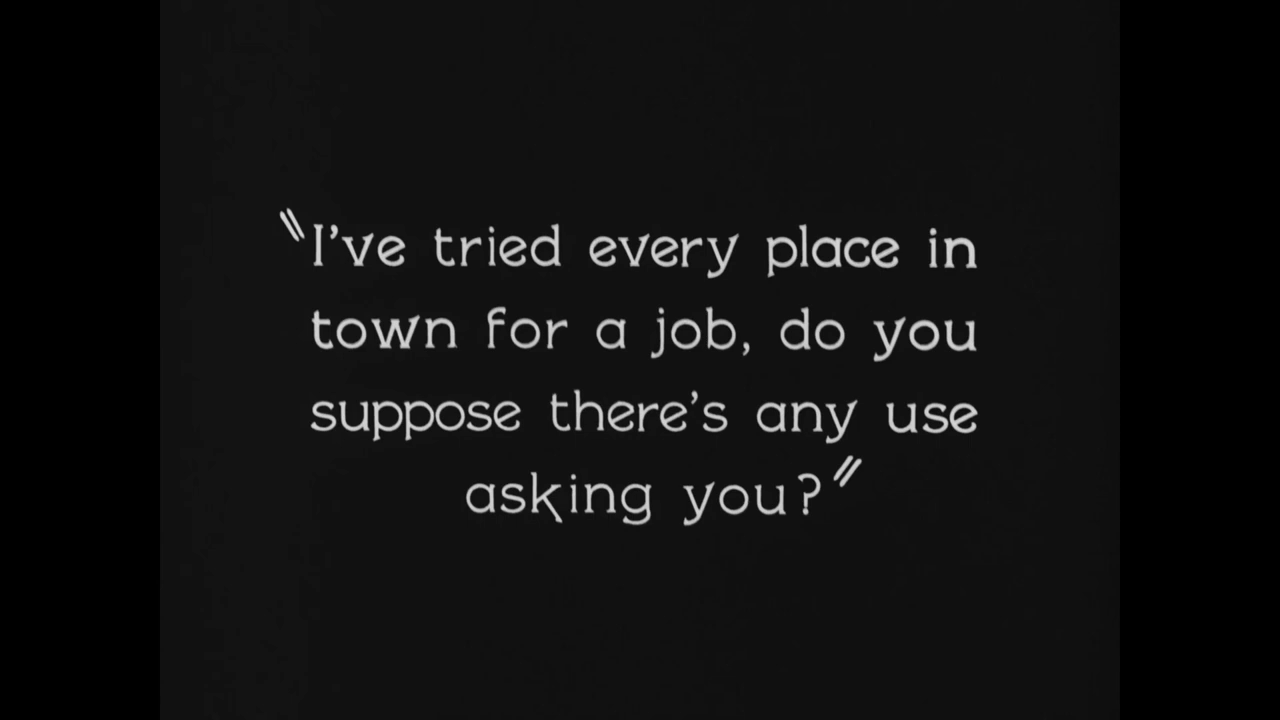 "I've tried every place in
town for a job, do you
suppose there's any use
asking you?"